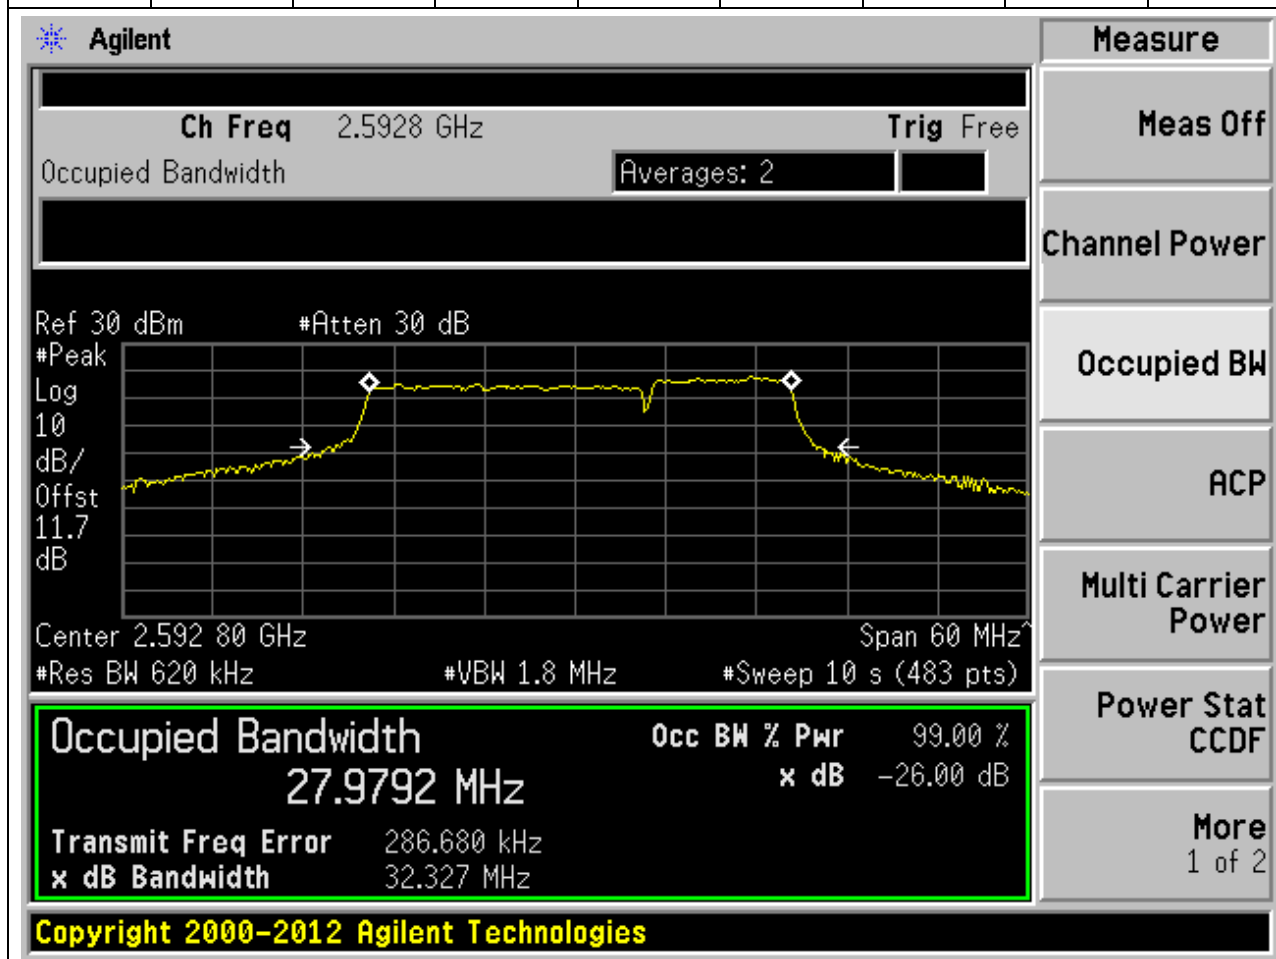 Agilent
Measure
Ch Freq 2.5928 GHz Trig Free
Meas Off
Occupied Bandwidth Averages: 2
Channel Power
Ref 30 dBm #Atten 30 dB
#Peak
Log
10
dB/
Offst
11.7
dB
Occupied BW
ACP
Center 2.592 80 GHz Span 60 MHz^
#Res BW 620 kHz #VBW 1.8 MHz #Sweep 10 s (483 pts)
Multi Carrier
Power
Occupied Bandwidth Occ BW % Pwr 99.00 %
27.9792 MHz x dB -26.00 dB
Transmit Freq Error 286.680 kHz
x dB Bandwidth 32.327 MHz
Power Stat
CCDF
More
1 of 2
Copyright 2000-2012 Agilent Technologies